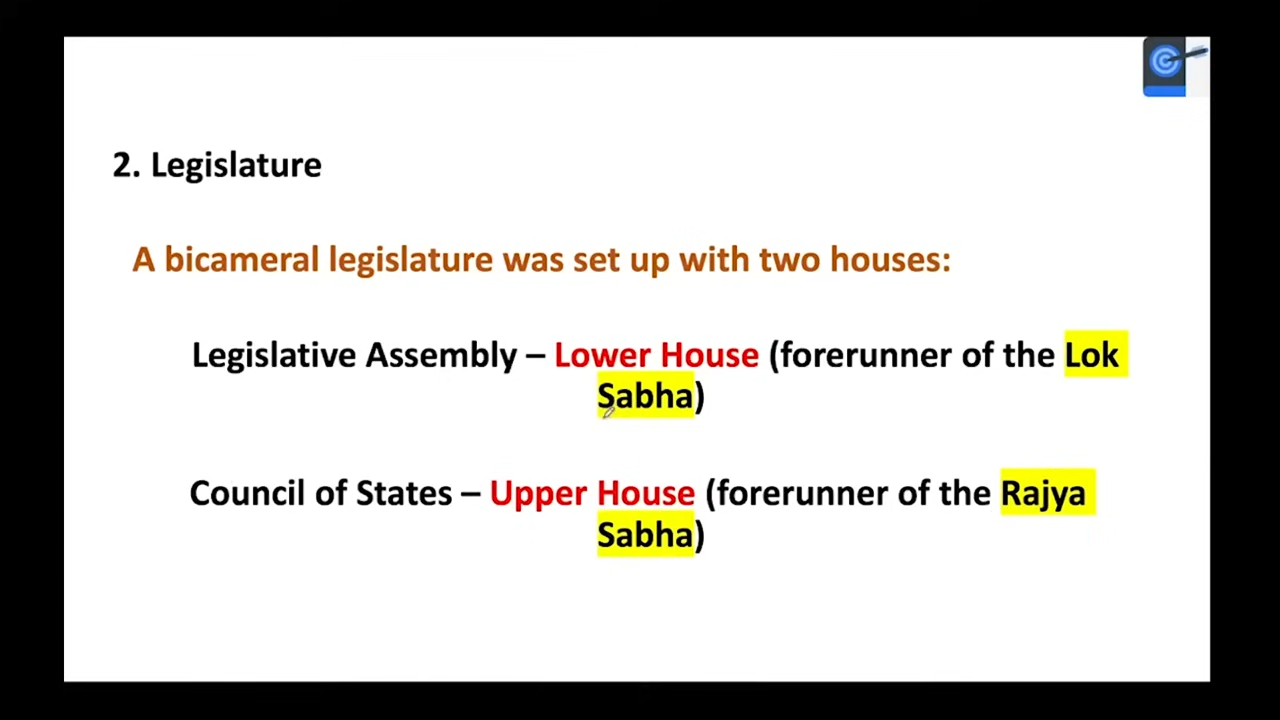 2. Legislature
A bicameral legislature was set up with two houses:
Legislative Assembly – Lower House (forerunner of the Lok
Sabha)
Council of States – Upper House (forerunner of the Rajya
Sabha)